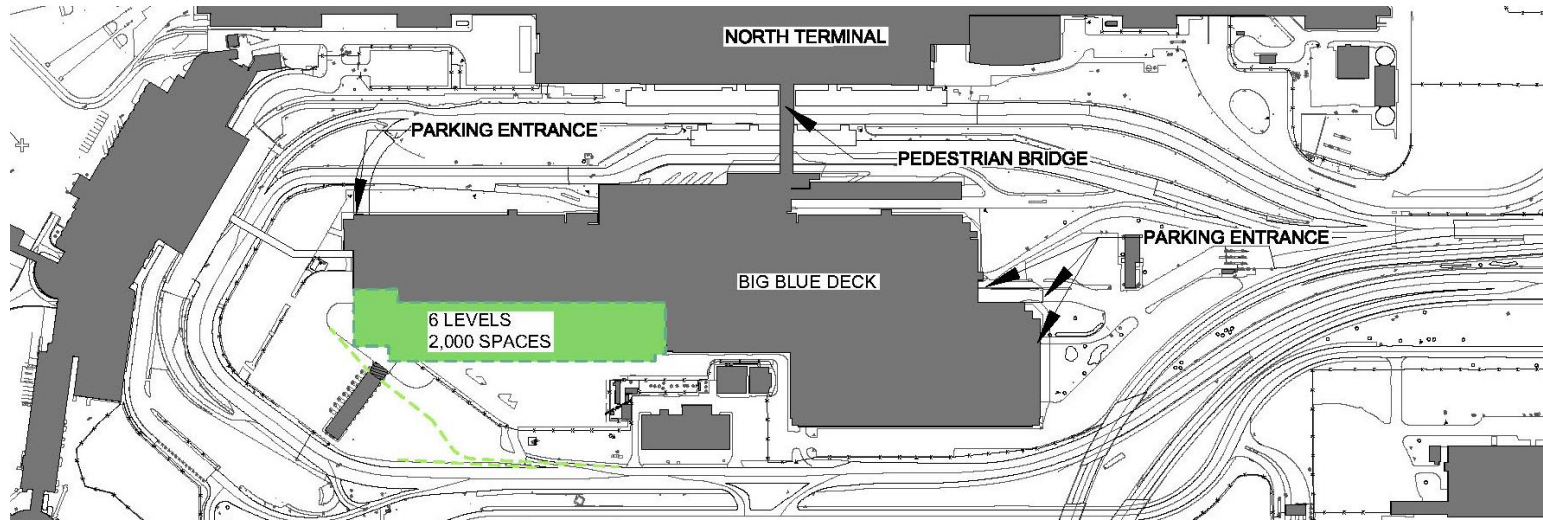 NORTH TERMINAL
PARKING ENTRANCE
PEDESTRIAN BRIDGE
PARKING ENTRANCE
BIG BLUE DECK
6 LEVELS
2,000 SPACES